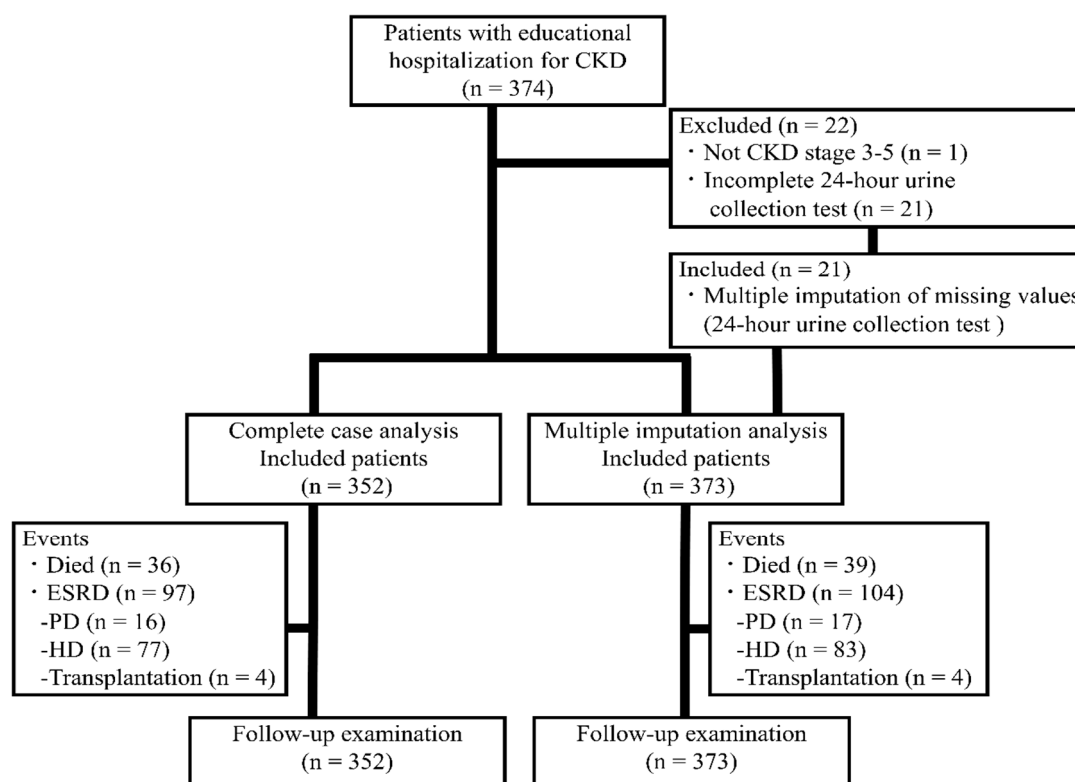 Patients with educational
hospitalization for CKD
(n = 374)
Excluded (n = 22)
・Not CKD stage 3-5 (n = 1)
・Incomplete 24-hour urine
collection test (n = 21)
Included (n = 21)
・Multiple imputation of missing values
(24-hour urine collection test )
Complete case analysis
Included patients
(n = 352)
Multiple imputation analysis
Included patients
(n = 373)
Events
・Died (n = 36)
・ESRD (n = 97)
-PD (n = 16)
-HD (n = 77)
-Transplantation (n = 4)
Events
・Died (n = 39)
・ESRD (n = 104)
-PD (n = 17)
-HD (n = 83)
-Transplantation (n = 4)
Follow-up examination
(n = 352)
Follow-up examination
(n = 373)